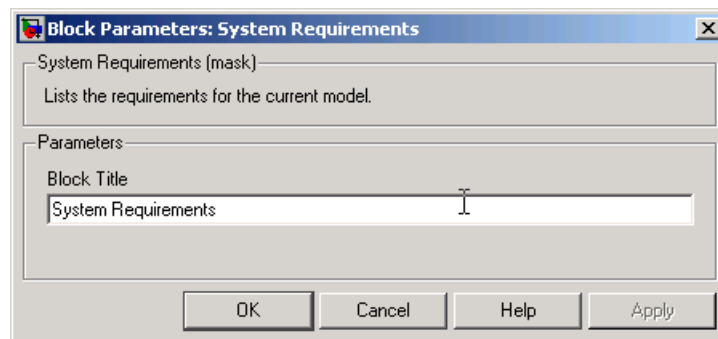 Block Parameters: System Requirements
System Requirements (mask)
Lists the requirements for the current model.
Parameters
Block Title
System Requirements
OK Cancel Help Apply